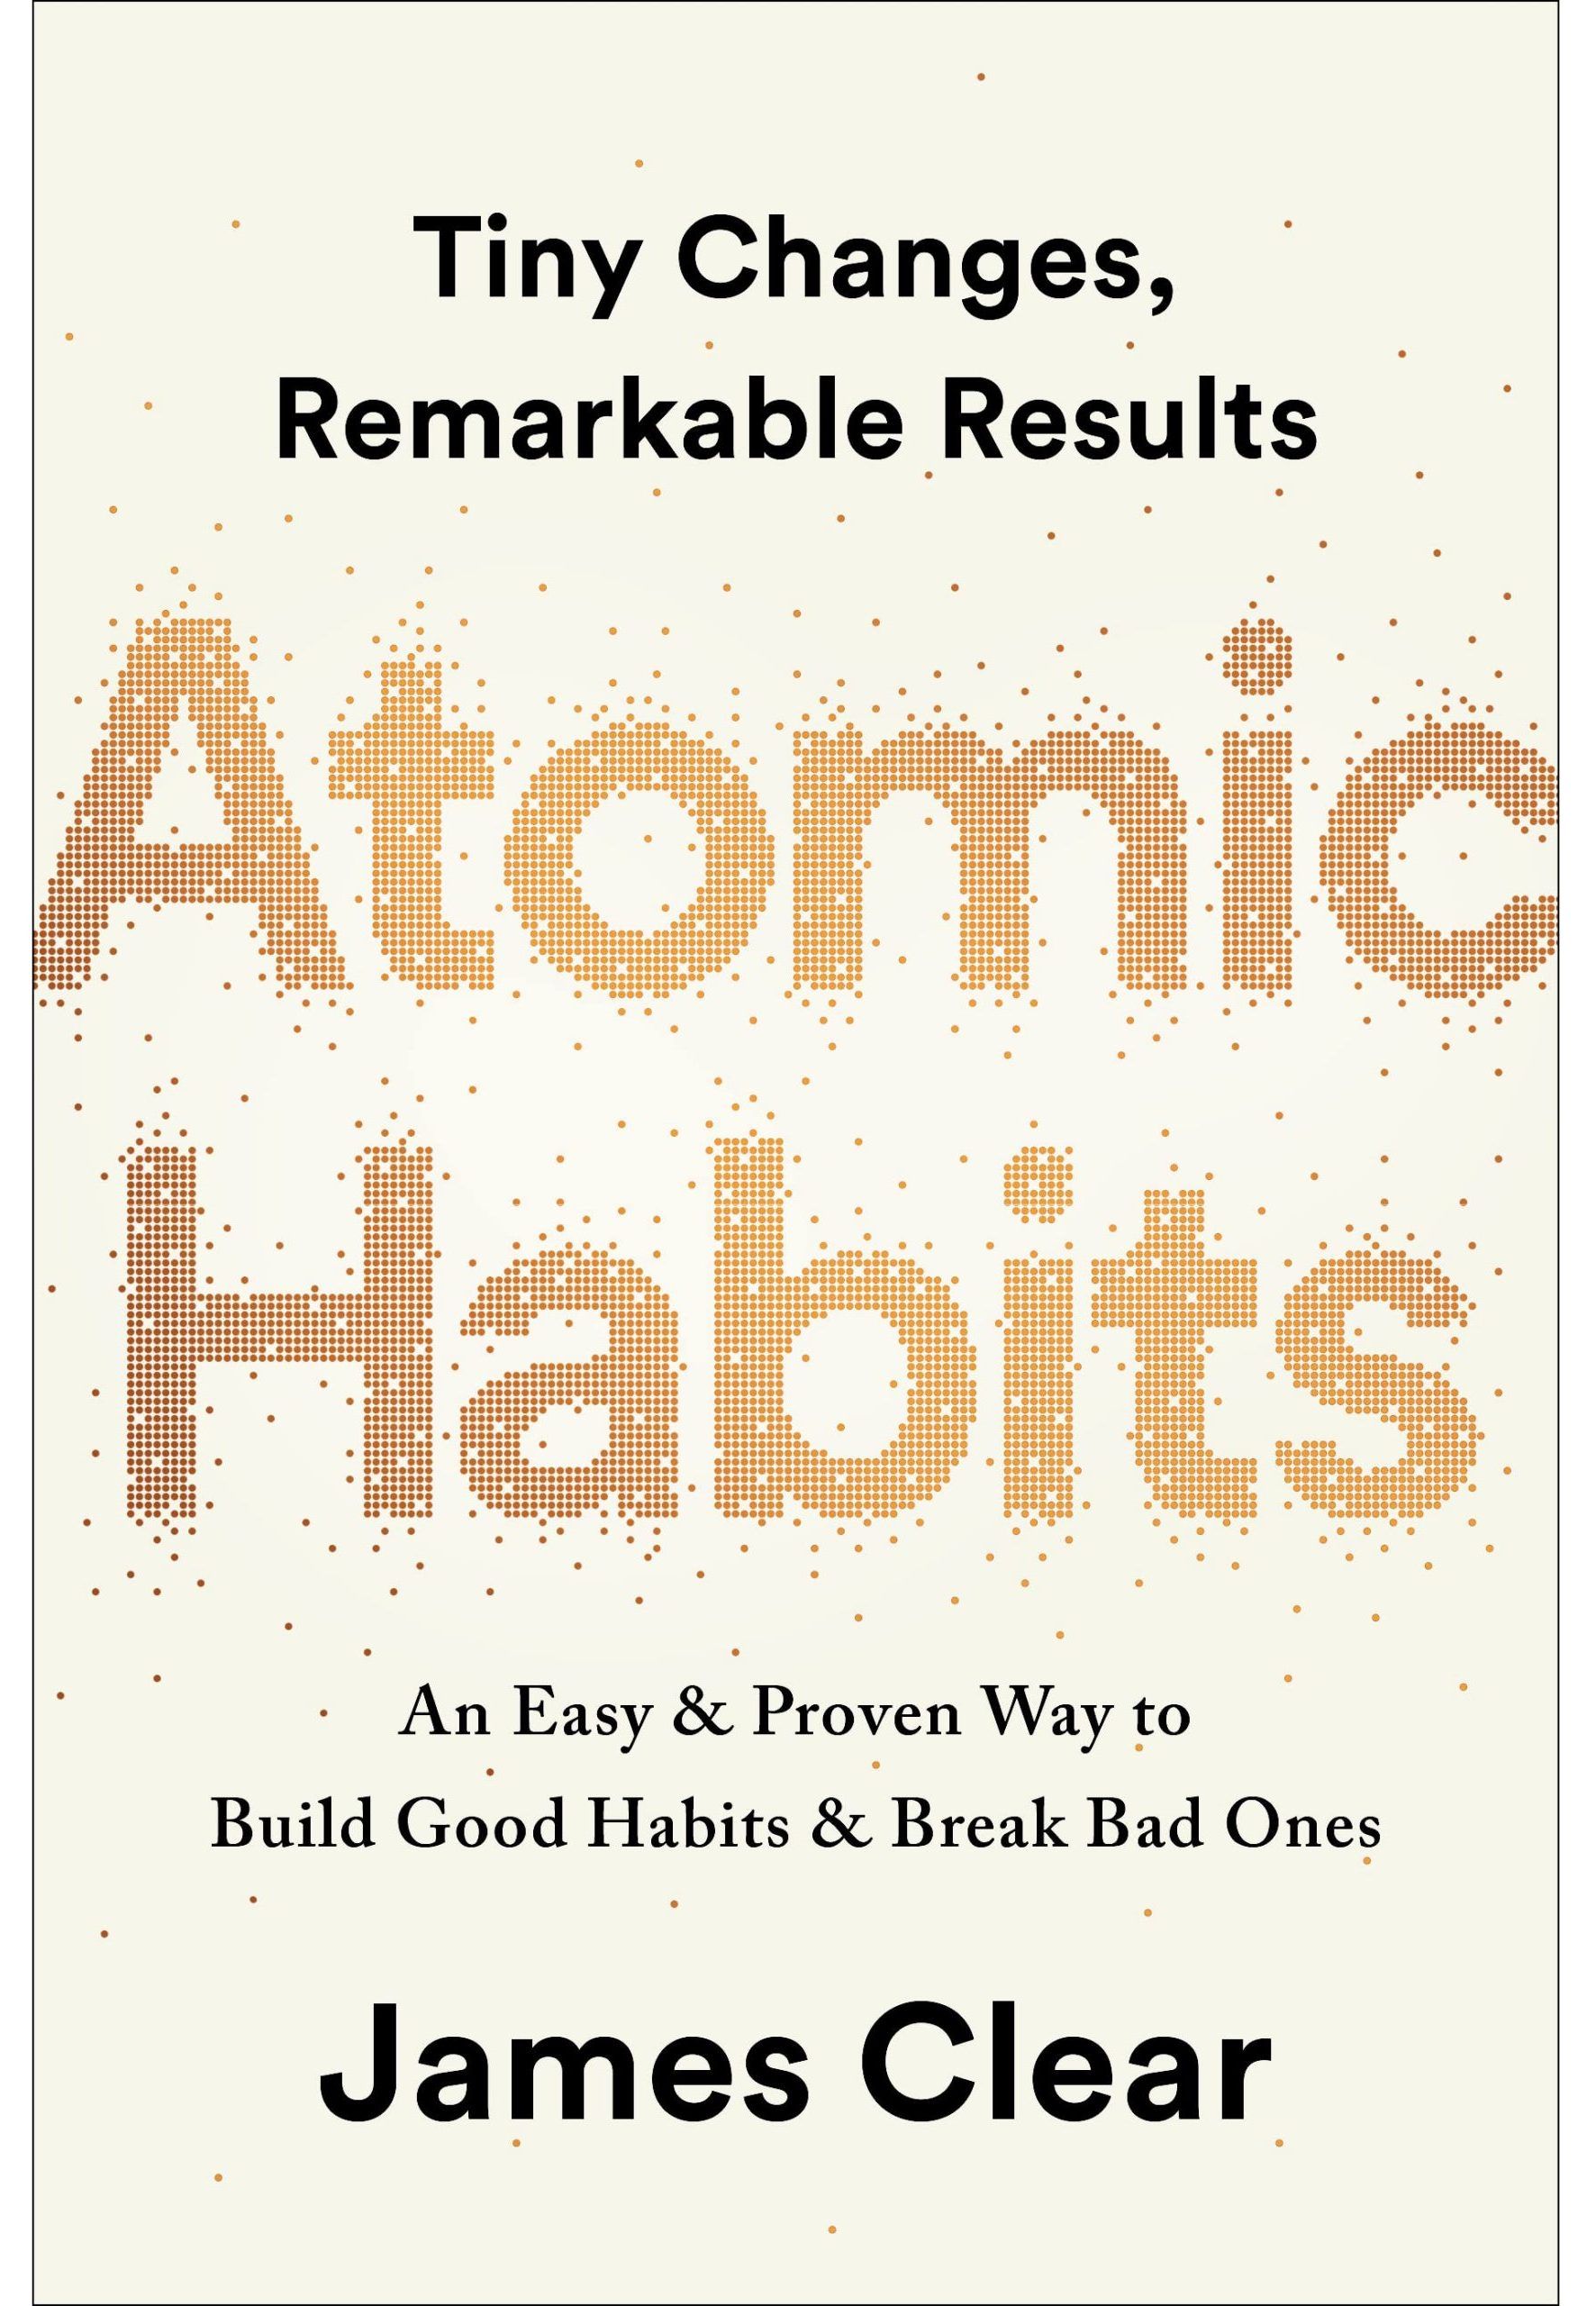 Tiny Changes,
Remarkable Results
Atomic
Habits
An Easy & Proven Way to
Build Good Habits & Break Bad Ones
James Clear